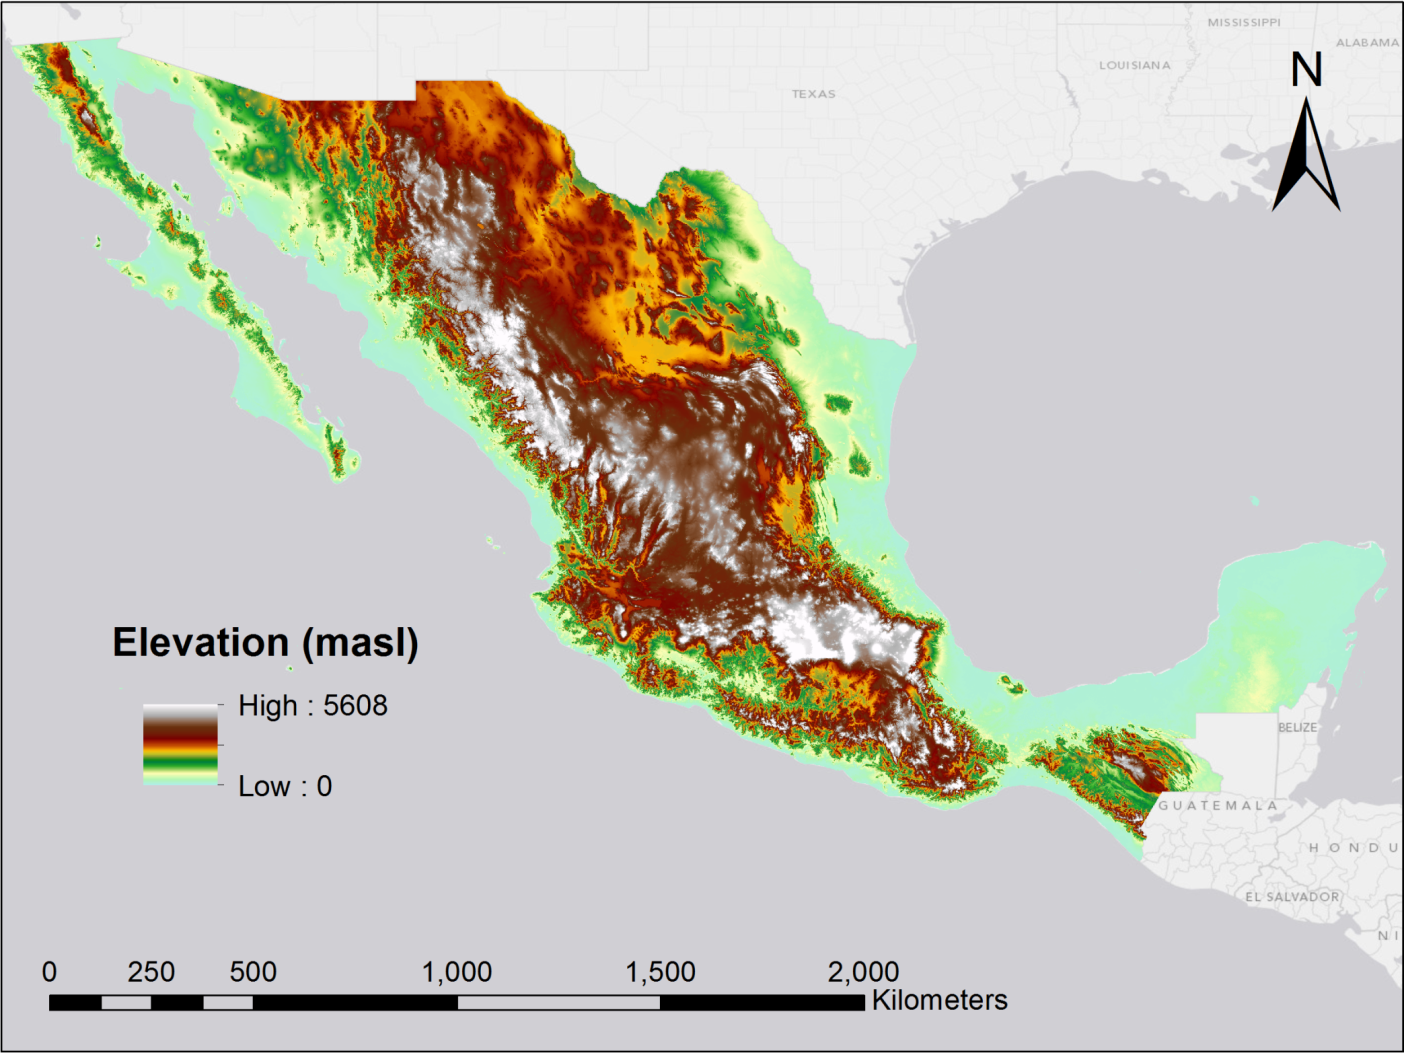 MISSISSIPPI
ALABAMA
LOUISIANA
TEXAS
N
Elevation (masl)
High : 5608
Low : 0
BELIZE
GUATEMALA
HONDU
EL SALVADOR
NI
0 250 500 1,000 1,500 2,000
Kilometers